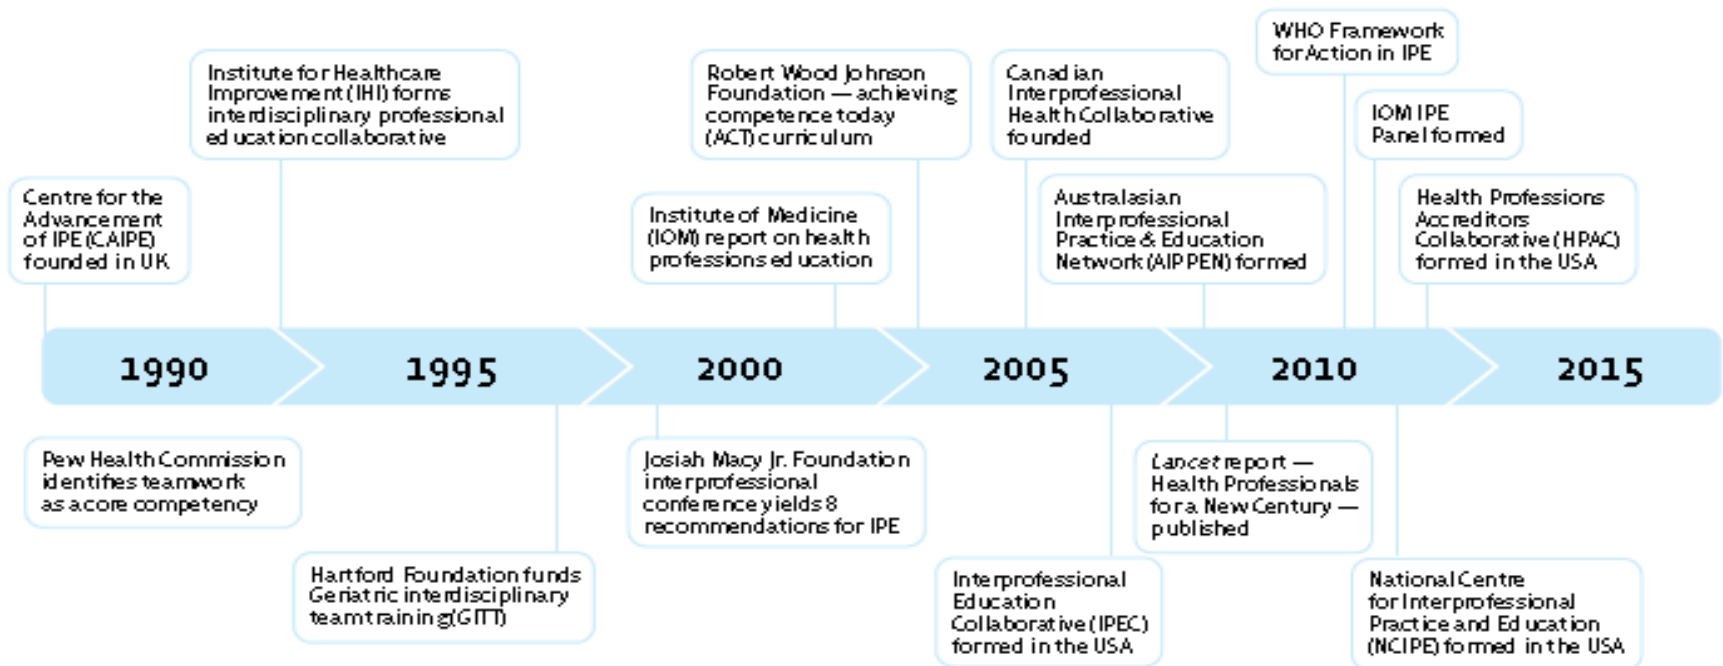 WHO Framework
for Action in IPE
Institute for Healthcare
Improvement (IHI) forms
interdisciplinary professional
education collaborative
Robert Wood Johnson
Foundation — achieving
competence today
(ACT) curriculum
Canadian
Interprofessional
Health Collaborative
founded
IOM IPE
Panel formed
Centre for the
Advancement
of IPE (CAIPE)
founded in UK
Institute of Medicine
(IOM) report on health
professions education
Australasian
Interprofessional
Practice & Education
Network (AIPPEN) formed
Health Professions
Accreditors
Collaborative (HPAC)
formed in the USA
1990
1995
2000
2005
2010
2015
Pew Health Commission
identifies teamwork
as a core competency
Josiah Macy Jr. Foundation
interprofessional
conference yields 8
recommendations for IPE
Lancet report —
Health Professionals
for a New Century —
published
Hartford Foundation funds
Geriatric interdisciplinary
team training (GITT)
Interprofessional
Education
Collaborative (IPEC)
formed in the USA
National Centre
for Interprofessional
Practice and Education
(NCIPE) formed in the USA